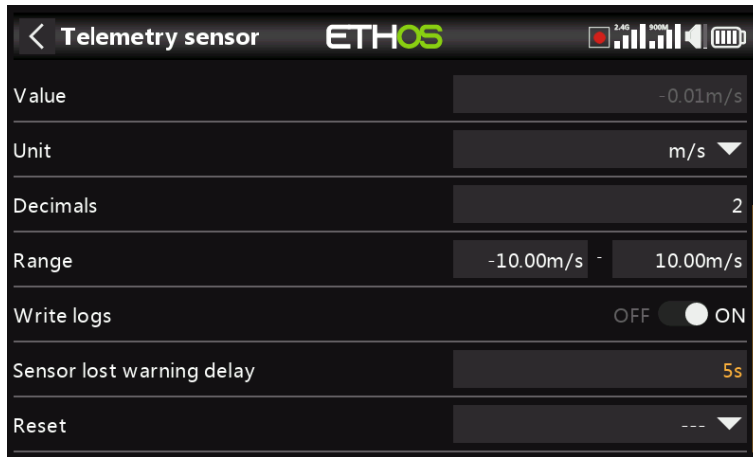 Telemetry sensor ETHOS 2.4G 900M
Value -0.01m/s
Unit m/s
Decimals 2
Range -10.00m/s - 10.00m/s
Write logs OFF ON
Sensor lost warning delay 5s
Reset ---